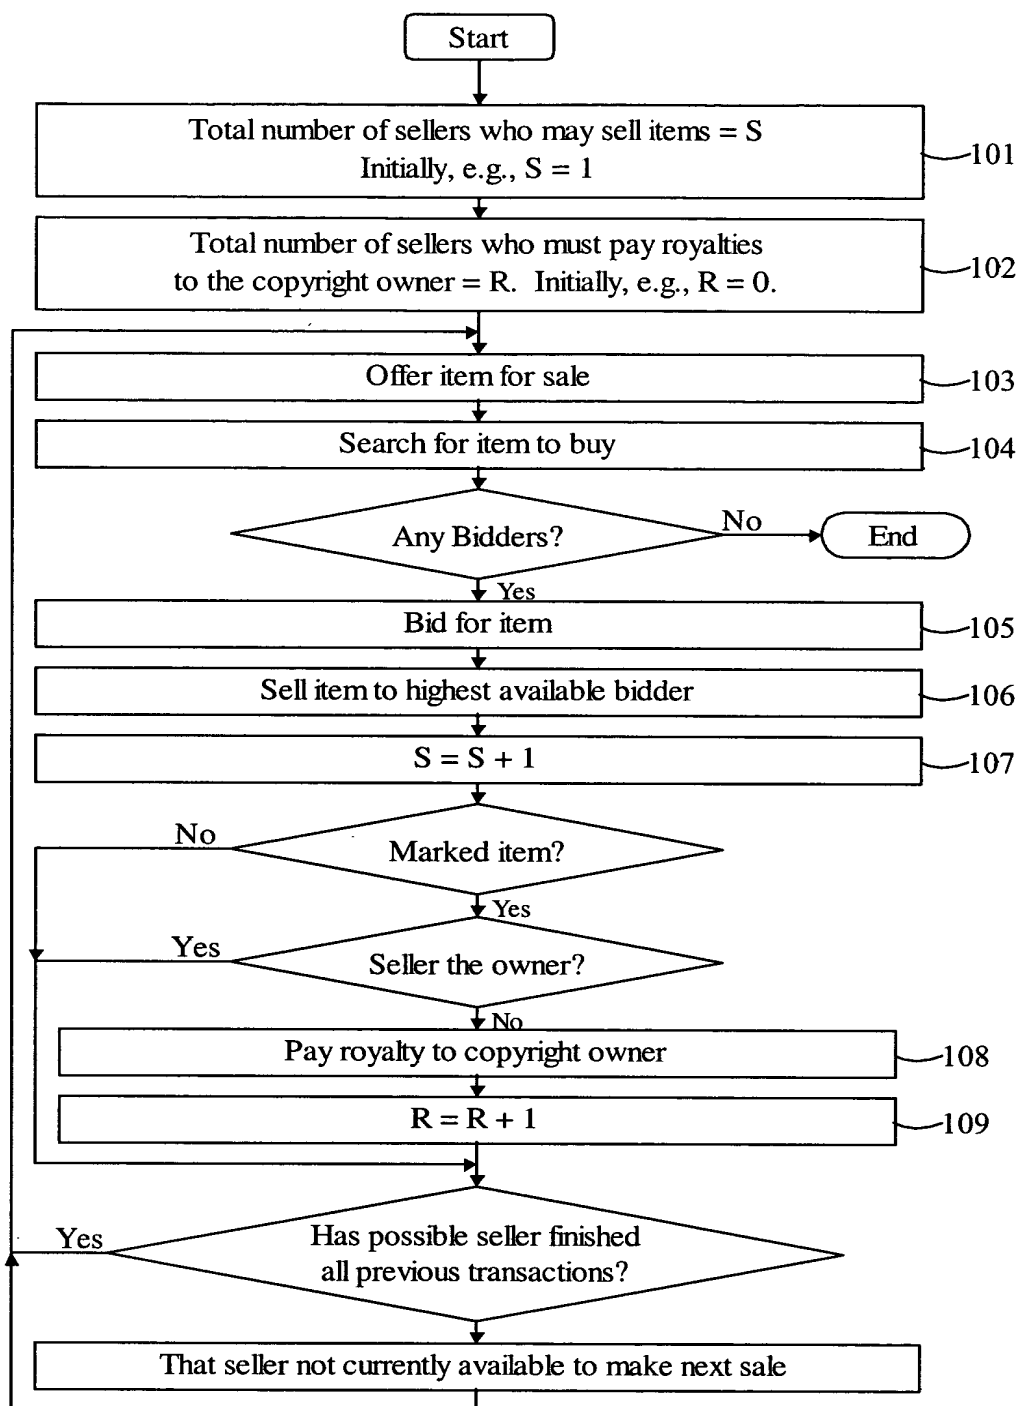 Start
Total number of sellers who may sell items = S
Initially, e.g., S = 1
101
Total number of sellers who must pay royalties
to the copyright owner = R. Initially, e.g., R = 0.
102
Offer item for sale
103
Search for item to buy
104
Any Bidders?
No
End
Yes
Bid for item
105
Sell item to highest available bidder
106
S = S + 1
107
No
Marked item?
Yes
Yes
Seller the owner?
No
Pay royalty to copyright owner
108
R = R + 1
109
Yes
Has possible seller finished
all previous transactions?
That seller not currently available to make next sale